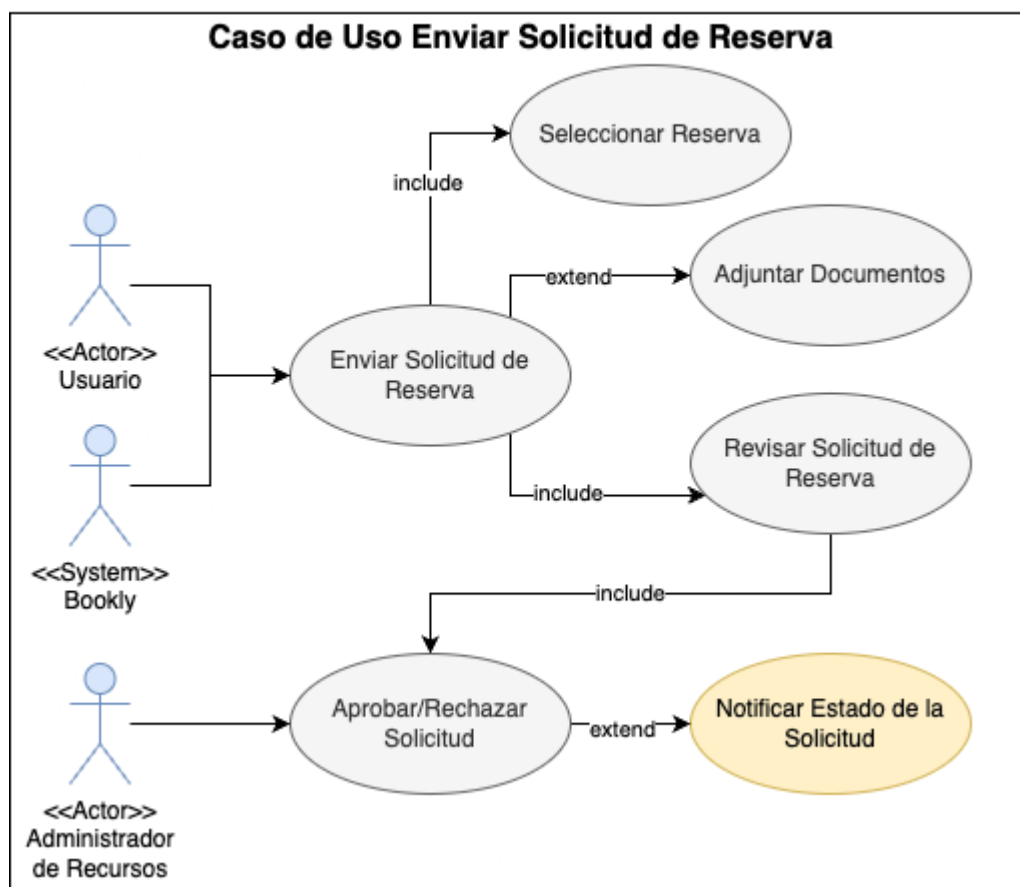 Caso de Uso Enviar Solicitud de Reserva
Seleccionar Reserva
include
extend
Adjuntar Documentos
<<Actor>>
Usuario
Enviar Solicitud de
Reserva
Revisar Solicitud de
Reserva
include
<<System>>
Bookly
include
Aprobar/Rechazar
Solicitud
extend
Notificar Estado de la
Solicitud
<<Actor>>
Administrador
de Recursos